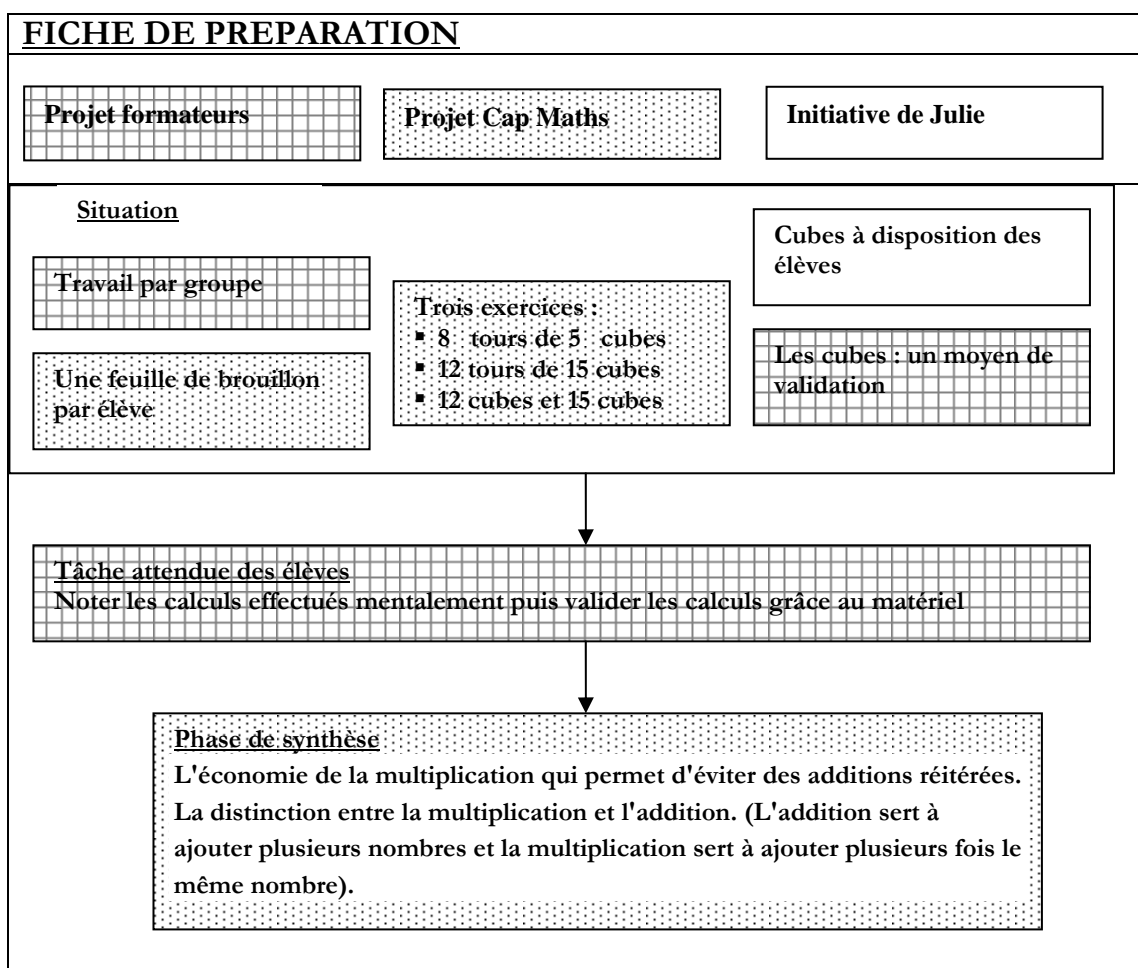 FICHE DE PREPARATION
Projet formateurs
Projet Cap Maths
Initiative de Julie
Situation
Travail par groupe
Une feuille de brouillon
par élève
Trois exercices :
▪ 8 tours de 5 cubes
▪ 12 tours de 15 cubes
▪ 12 cubes et 15 cubes
Cubes à disposition des
élèves
Les cubes : un moyen de
validation
Tâche attendue des élèves
Noter les calculs effectués mentalement puis valider les calculs grâce au matériel
Phase de synthèse
L'économie de la multiplication qui permet d'éviter des additions réitérées.
La distinction entre la multiplication et l'addition. (L'addition sert à
ajouter plusieurs nombres et la multiplication sert à ajouter plusieurs fois le
même nombre).